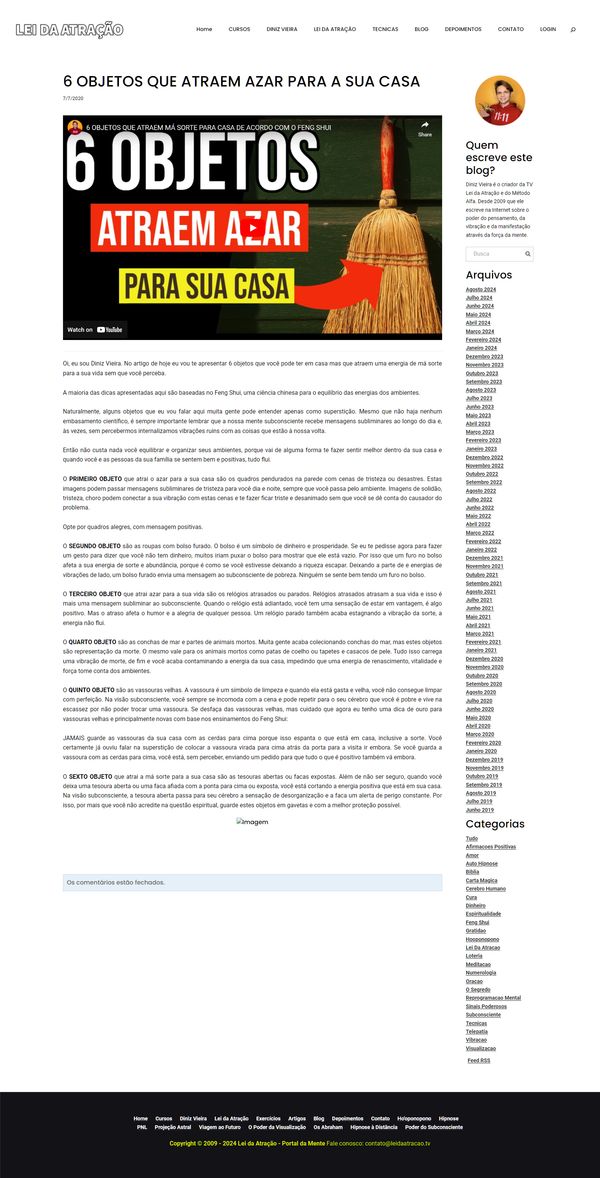 LEI DA ATRAÇÃO
Home CURSOS DINIZ VIEIRA LEI DA ATRAÇÃO TECNICAS BLOG DEPOIMENTOS CONTATO LOGIN
6 OBJETOS QUE ATRAEM AZAR PARA A SUA CASA
7/7/2020
6 OBJETOS QUE ATRAEM MÁ SORTE PARA CASA DE ACORDO COM O FENG SHUI
Share
6 OBJETOS
ATRAEM AZAR
PARA SUA CASA
Watch on YouTube
Oi, eu sou Diniz Vieira. No artigo de hoje eu vou te apresentar 6 objetos que você pode ter em casa mas que atraem uma energia de má sorte
para a sua vida sem que você perceba.
A maioria das dicas apresentadas aqui são baseadas no Feng Shui, uma ciência chinesa para o equilíbrio das energias dos ambientes.
Naturalmente, alguns objetos que eu vou falar aqui muita gente pode entender apenas como superstição. Mesmo que não haja nenhum
embasamento científico, é sempre importante lembrar que a nossa mente subconsciente recebe mensagens subliminares ao longo do dia e,
às vezes, sem percebermos internalizamos vibrações ruins com as coisas que estão à nossa volta.
Então não custa nada você equilibrar e organizar seus ambientes, porque vai de alguma forma te fazer sentir melhor dentro da sua casa e
quando você e as pessoas da sua família se sentem bem e positivas, tudo flui.
O PRIMEIRO OBJETO que atrai o azar para a sua casa são os quadros pendurados na parede com cenas de tristeza ou desastres. Estas
imagens podem passar mensagens subliminares de tristeza para você dia e noite, sempre que você passa pelo ambiente. Imagens de solidão,
tristeza, choro podem conectar a sua vibração com estas cenas e te fazer ficar triste e desanimado sem que você se dê conta do causador do
problema.
Opte por quadros alegres, com mensagem positivas.
O SEGUNDO OBJETO são as roupas com bolso furado. O bolso é um símbolo de dinheiro e prosperidade. Se eu te pedisse agora para fazer
um gesto para dizer que você não tem dinheiro, muitos iriam puxar o bolso para mostrar que ele está vazio. Por isso que um furo no bolso
afeta a sua energia de sorte e abundância, porque é como se você estivesse deixando a riqueza escapar. Deixando a parte de e energias de
vibrações de lado, um bolso furado envia uma mensagem ao subconsciente de pobreza. Ninguém se sente bem tendo um furo no bolso.
O TERCEIRO OBJETO que atrai azar para a sua vida são os relógios atrasados ou parados. Relógios atrasados atrasam a sua vida e isso é
mais uma mensagem subliminar ao subconsciente. Quando o relógio está adiantado, você tem uma sensação de estar em vantagem, é algo
positivo. Mas o atraso afeta o humor e a alegria de qualquer pessoa. Um relógio parado também acaba estagnando a vibração da sorte, a
energia não flui.
O QUARTO OBJETO são as conchas de mar e partes de animais mortos. Muita gente acaba colecionando conchas do mar, mas estes objetos
são representação da morte. O mesmo vale para os animais mortos como patas de coelho ou tapetes e casacos de pele. Tudo isso carrega
uma vibração de morte, de fim e você acaba contaminando a energia da sua casa, impedindo que uma energia de renascimento, vitalidade e
força tome conta dos ambientes.
O QUINTO OBJETO são as vassouras velhas. A vassoura é um símbolo de limpeza e quando ela está gasta e velha, você não consegue limpar
com perfeição. Na visão subconsciente, você sempre se incomoda com a cena e pode repetir para o seu cérebro que você é pobre e vive na
escassez por não poder trocar uma vassoura. Se desfaça das vassouras velhas, mas cuidado que agora eu tenho uma dica de ouro para
vassouras velhas e principalmente novas com base nos ensinamentos do Feng Shui:
JAMAIS guarde as vassouras da sua casa com as cerdas para cima porque isso espanta o que está em casa, inclusive a sorte. Você
certamente já ouviu falar na superstição de colocar a vassoura virada para cima atrás da porta para a visita ir embora. Se você guarda a
vassoura com as cerdas para cima, você está, sem perceber, enviando um pedido para que tudo o que é positivo também vá embora.
O SEXTO OBJETO que atrai a má sorte para a sua casa são as tesouras abertas ou facas expostas. Além de não ser seguro, quando você
deixa uma tesoura aberta ou uma faca afiada com a ponta para cima ou exposta, você está cortando a energia positiva que está em sua casa.
Na visão subconsciente, a tesoura aberta passa para seu cérebro a sensação de desorganização e a faca um alerta de perigo constante. Por
isso, por mais que você não acredite na questão espiritual, guarde estes objetos em gavetas e com a melhor proteção possível.
Imagem
Os comentários estão fechados.
11:11
Quem
escreve este
blog?
Diniz Vieira é o criador da TV
Lei da Atração e do Método
Alfa. Desde 2009 que ele
escreve na Internet sobre o
poder do pensamento, da
vibração e da manifestação
através da força da mente.
Busca
Arquivos
Agosto 2024
Julho 2024
Junho 2024
Maio 2024
Abril 2024
Março 2024
Fevereiro 2024
Janeiro 2024
Dezembro 2023
Novembro 2023
Outubro 2023
Setembro 2023
Agosto 2023
Julho 2023
Junho 2023
Maio 2023
Abril 2023
Março 2023
Fevereiro 2023
Janeiro 2023
Dezembro 2022
Novembro 2022
Outubro 2022
Setembro 2022
Agosto 2022
Julho 2022
Junho 2022
Maio 2022
Abril 2022
Março 2022
Fevereiro 2022
Janeiro 2022
Dezembro 2021
Novembro 2021
Outubro 2021
Setembro 2021
Agosto 2021
Julho 2021
Junho 2021
Maio 2021
Abril 2021
Março 2021
Fevereiro 2021
Janeiro 2021
Dezembro 2020
Novembro 2020
Outubro 2020
Setembro 2020
Agosto 2020
Julho 2020
Junho 2020
Maio 2020
Abril 2020
Março 2020
Fevereiro 2020
Janeiro 2020
Dezembro 2019
Novembro 2019
Outubro 2019
Setembro 2019
Agosto 2019
Julho 2019
Junho 2019
Categorias
Tudo
Afirmacoes Positivas
Amor
Auto Hipnose
Biblia
Carta Magica
Cerebro Humano
Cura
Dinheiro
Espiritualidade
Feng Shui
Gratidao
Hooponopono
Lei Da Atracao
Loteria
Meditacao
Numerologia
Oracao
O Segredo
Reprogramacao Mental
Sinais Poderosos
Subconsciente
Tecnicas
Telepatia
Vibracao
Visualizacao
Feed RSS
Home Cursos Diniz Vieira Lei da Atração Exercícios Artigos Blog Depoimentos Contato Ho'oponopono Hipnose
PNL Projeção Astral Viagem ao Futuro O Poder da Visualização Os Abraham Hipnose à Distância Poder do Subconsciente
Copyright © 2009 - 2024 Lei da Atração - Portal da Mente Fale conosco: contato@leidaatracao.tv